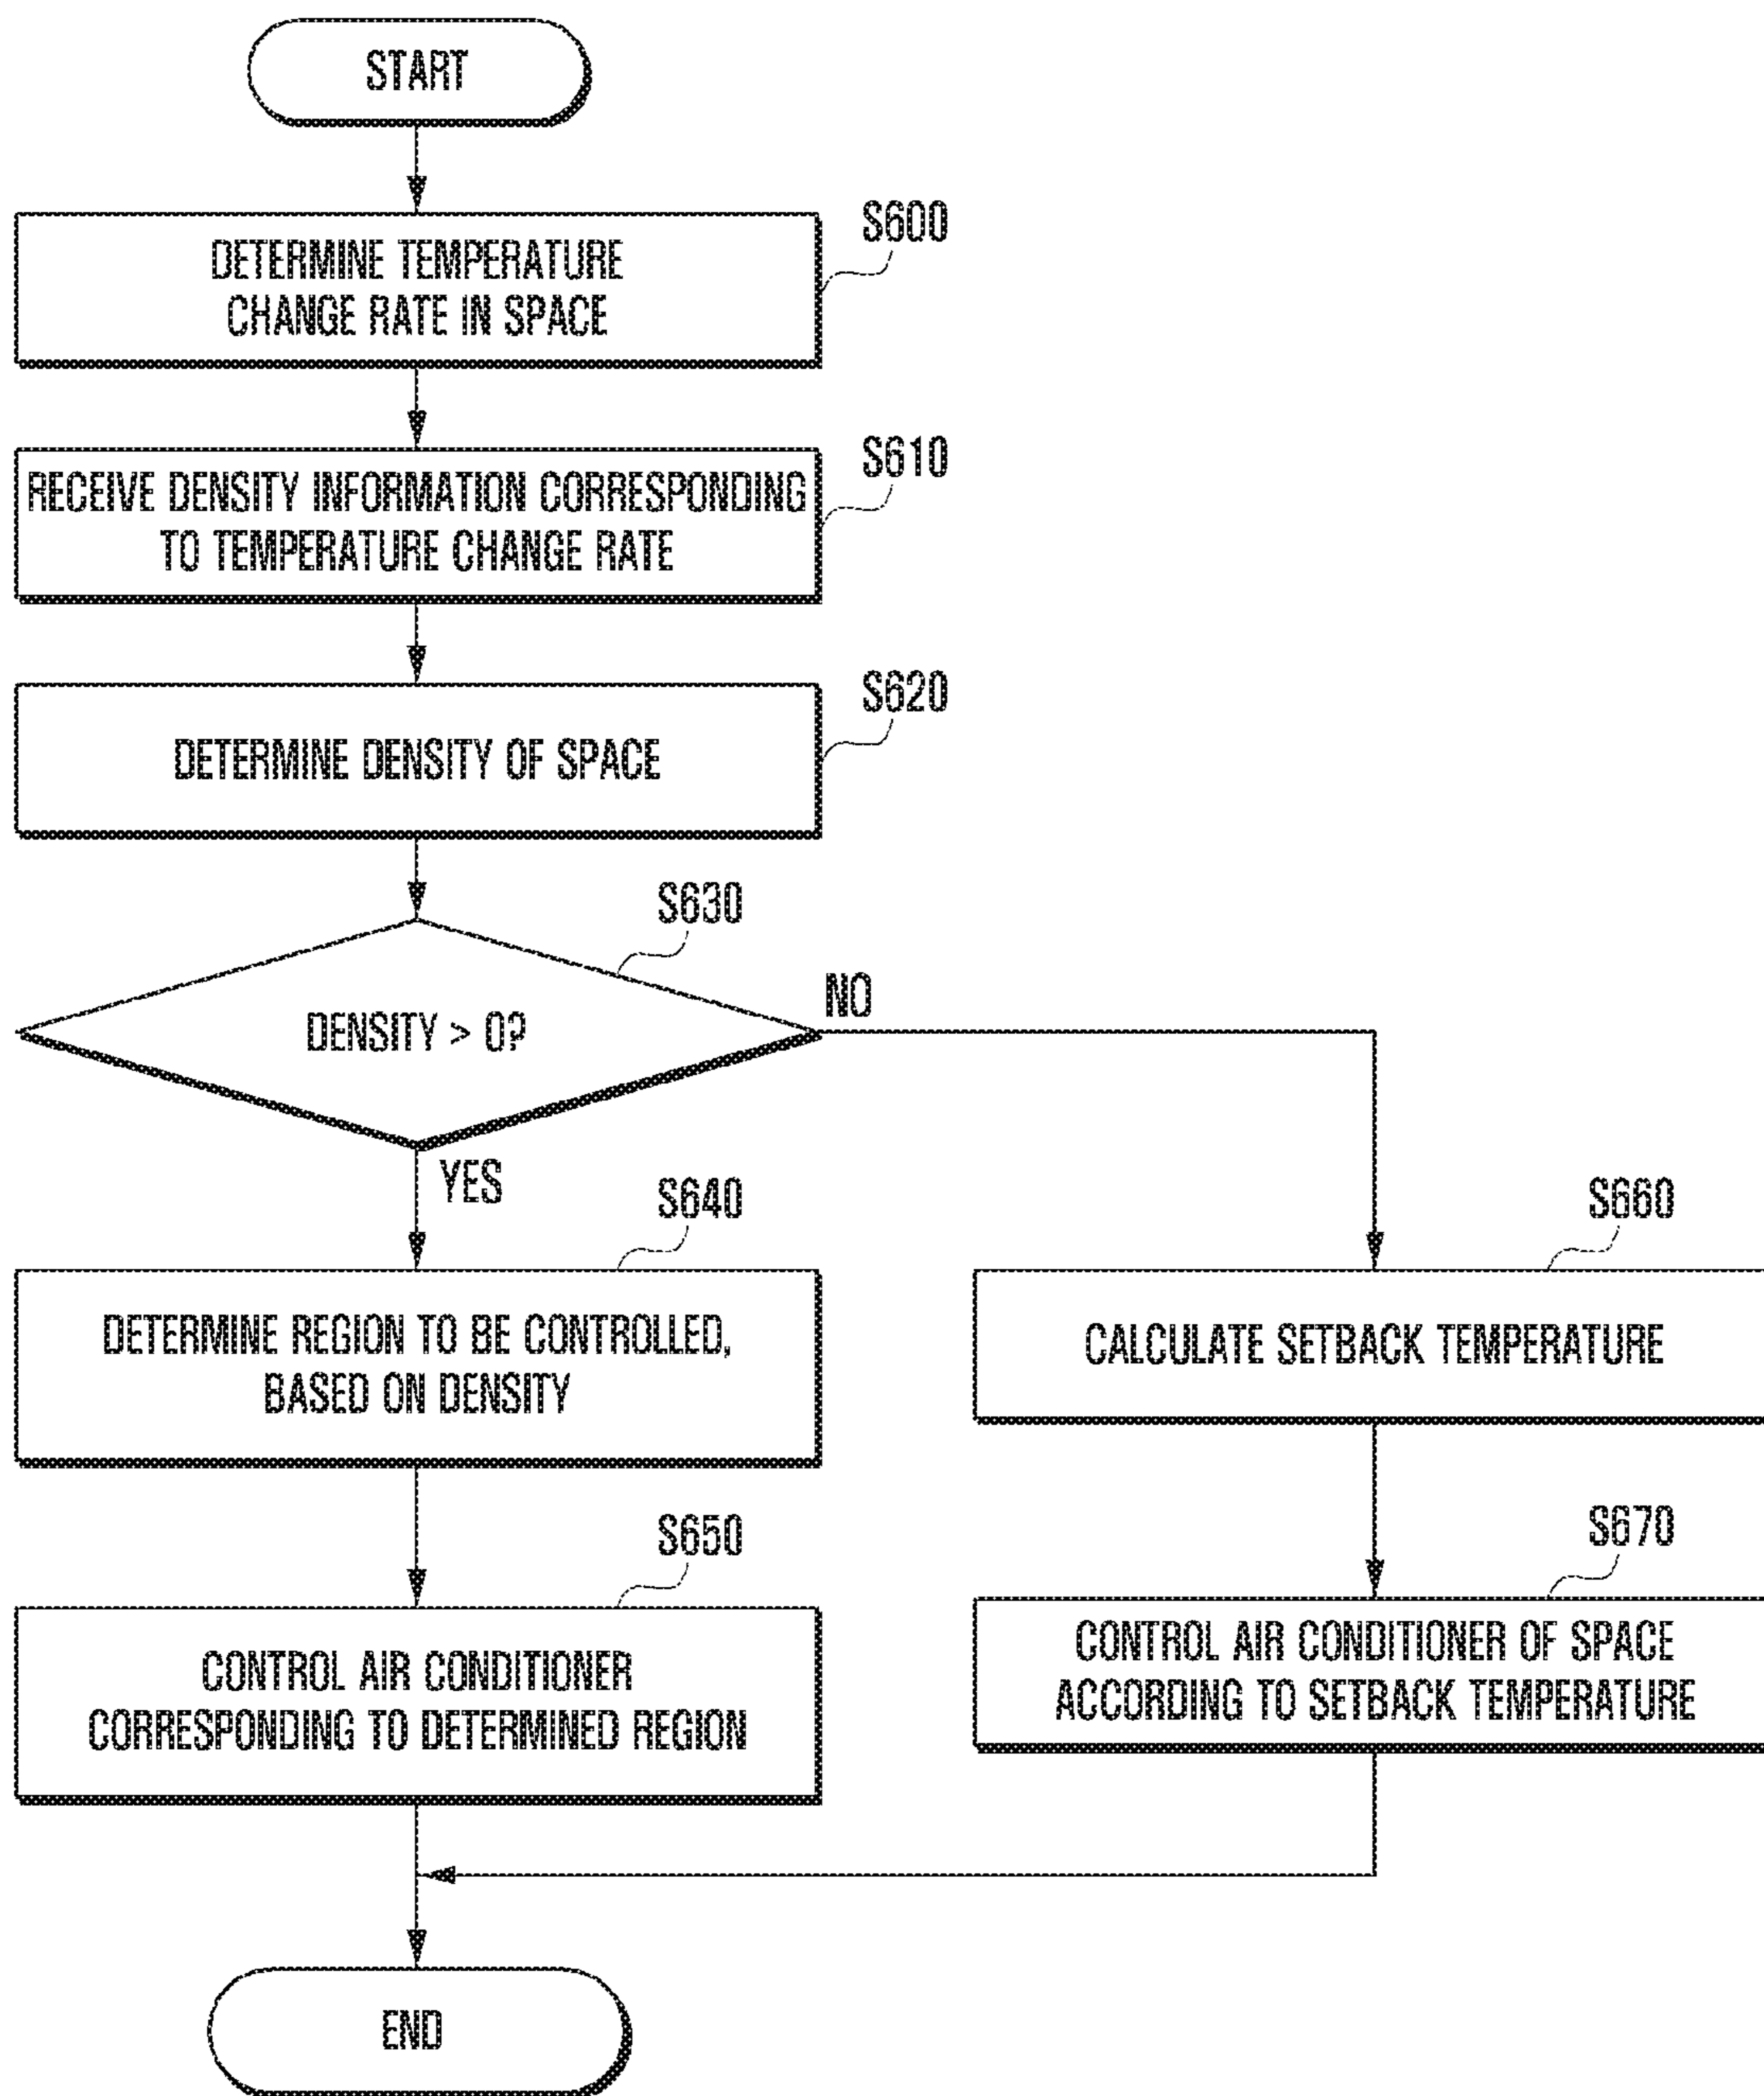 START
S600
DETERMINE TEMPERATURE
CHANGE RATE IN SPACE
S610
RECEIVE DENSITY INFORMATION CORRESPONDING
TO TEMPERATURE CHANGE RATE
S620
DETERMINE DENSITY OF SPACE
S630
DENSITY > 0?
NO
YES
S640
DETERMINE REGION TO BE CONTROLLED,
BASED ON DENSITY
S650
CONTROL AIR CONDITIONER
CORRESPONDING TO DETERMINED REGION
S660
CALCULATE SETBACK TEMPERATURE
S670
CONTROL AIR CONDITIONER OF SPACE
ACCORDING TO SETBACK TEMPERATURE
END